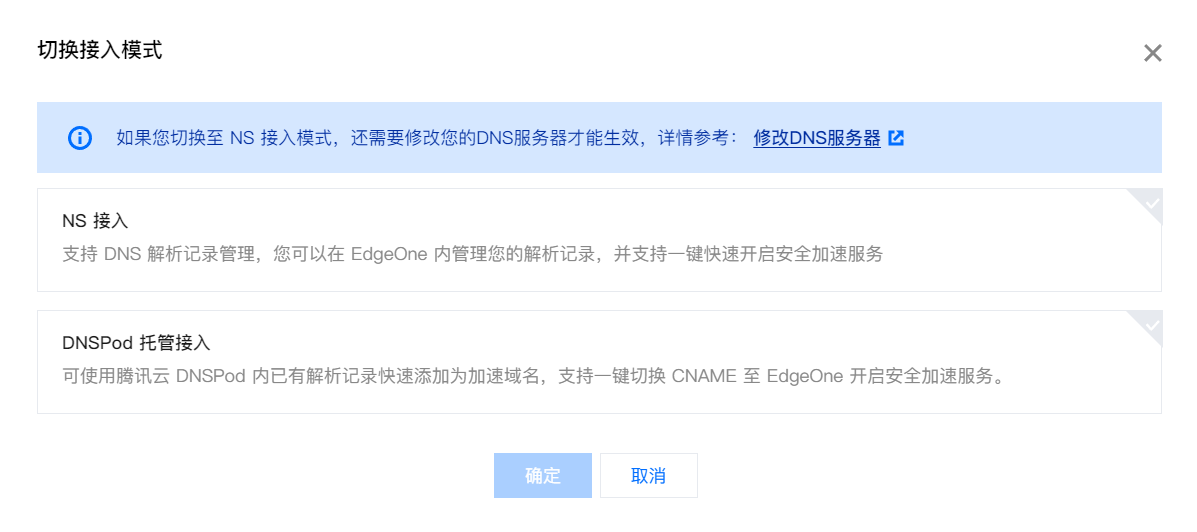 切换接入模式
如果您切换至 NS 接入模式，还需要修改您的DNS服务器才能生效，详情参考： 修改DNS服务器
NS 接入
支持 DNS 解析记录管理，您可以在 EdgeOne 内管理您的解析记录，并支持一键快速开启安全加速服务
DNSPod 托管接入
可使用腾讯云 DNSPod 内已有解析记录快速添加为加速域名，支持一键切换 CNAME 至 EdgeOne 开启安全加速服务。
确定 取消